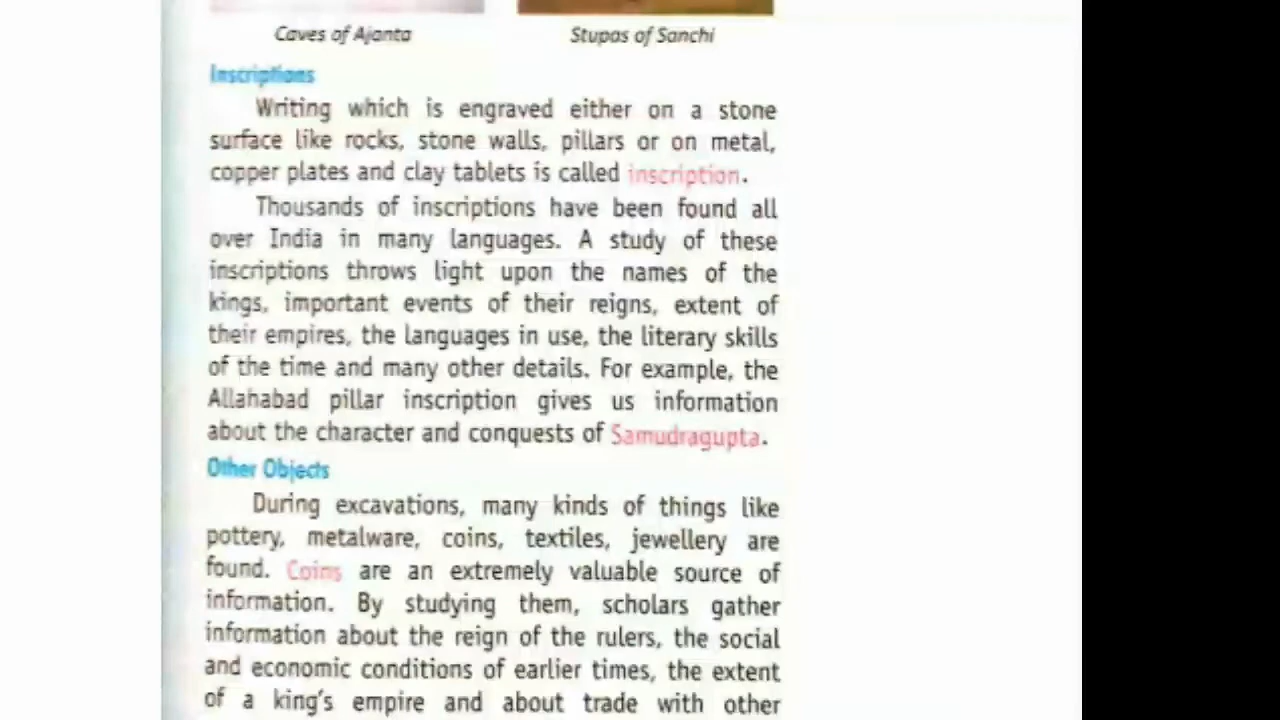 Caves of Ajanta
Stupas of Sanchi
Inscriptions
Writing which is engraved either on a stone
surface like rocks, stone walls, pillars or on metal,
copper plates and clay tablets is called inscription.
Thousands of inscriptions have been found all
over India in many languages. A study of these
inscriptions throws light upon the names of the
kings, important events of their reigns, extent of
their empires, the languages in use, the literary skills
of the time and many other details. For example, the
Allahabad pillar inscription gives us information
about the character and conquests of Samudragupta.
Other Objects
During excavations, many kinds of things like
pottery, metalware, coins, textiles, jewellery are
found. Coins are an extremely valuable source of
information. By studying them, scholars gather
information about the reign of the rulers, the social
and economic conditions of earlier times, the extent
of a king's empire and about trade with other